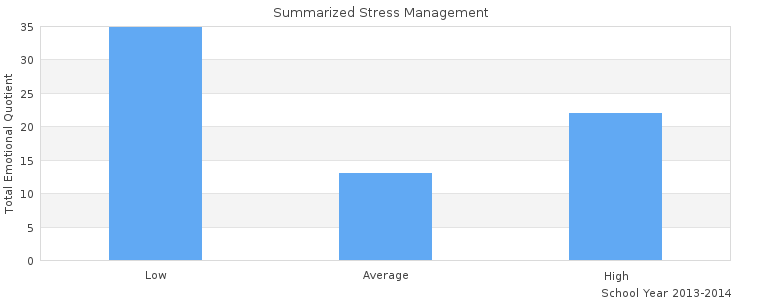 Summarized Stress Management
Total Emotional Quotient
35
30
25
20
15
10
5
0
Low
Average
High
School Year 2013-2014